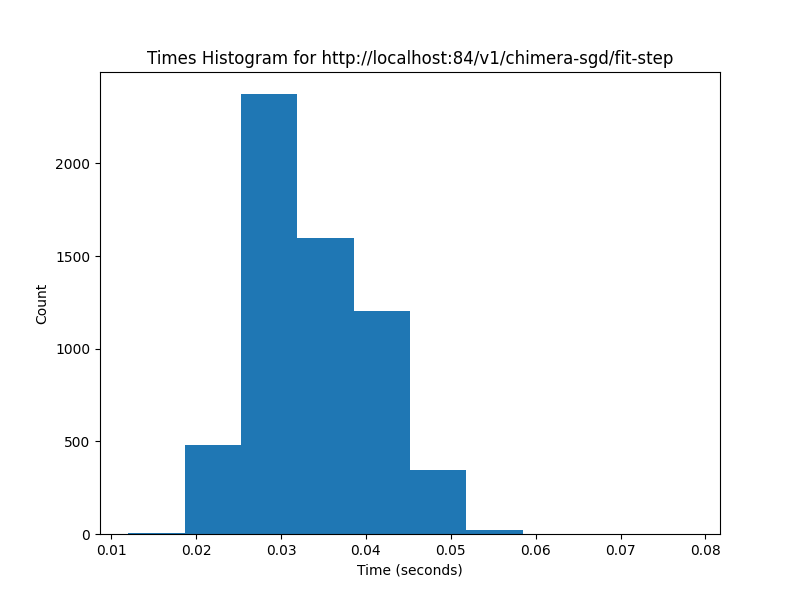 Times Histogram for http://localhost:84/v1/chimera-sgd/fit-step
2000
1500
1000
500
0
Count
0.01 0.02 0.03 0.04 0.05 0.06 0.07 0.08
Time (seconds)